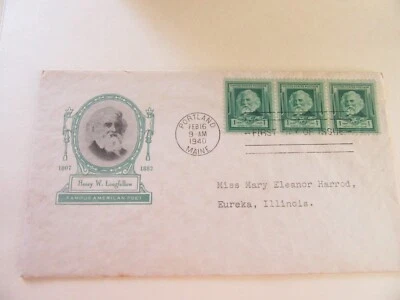 PORTLAND
FEB 16
9 AM
1940
MAINE
FIRST DAY OF ISSUE
1807 1882
Henry W. Longfellow
FAMOUS AMERICAN POET
Miss Mary Eleanor Harrod,
Eureka, Illinois.